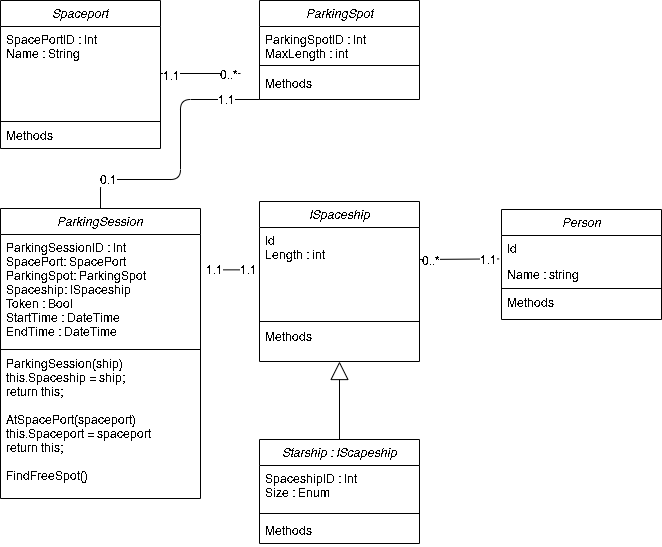 Spaceport
SpacePortID : Int
Name : String
Methods
1.1
0..*
ParkingSpot
ParkingSpotID : Int
MaxLength : int
Methods
1.1
0.1
ParkingSession
ParkingSessionID : Int
SpacePort: SpacePort
ParkingSpot: ParkingSpot
Spaceship: ISpaceship
Token : Bool
StartTime : DateTime
EndTime : DateTime
ParkingSession(ship)
this.Spaceship = ship;
return this;
AtSpacePort(spaceport)
this.Spaceport = spaceport
return this;
FindFreeSpot()
1.1
1.1
ISpaceship
Id
Length : int
Methods
0..*
1.1
Person
Id
Name : string
Methods
Starship : IScapeship
SpaceshipID : Int
Size : Enum
Methods